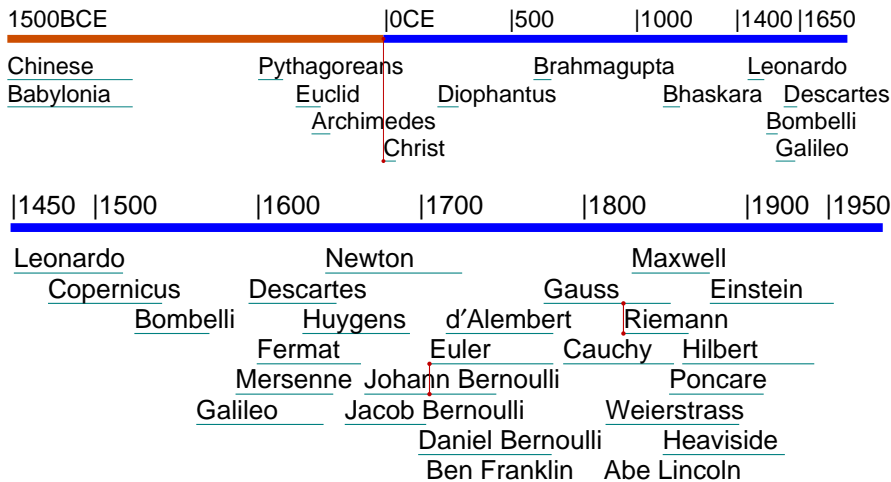 1500BCE |0CE |500 |1000 |1400 |1650
Chinese Pythagoreans Brahmagupta Leonardo
Babylonia Euclid Diophantus Bhaskara Descartes
Archimedes Bombelli
Christ Galileo
|1450 |1500 |1600 |1700 |1800 |1900 |1950
Leonardo Newton Maxwell
Copernicus Descartes Gauss Einstein
Bombelli Huygens d′Alembert Riemann
Fermat Euler Cauchy Hilbert
Mersenne Johann Bernoulli Poncare
Galileo Jacob Bernoulli Weierstrass
Daniel Bernoulli Heaviside
Ben Franklin Abe Lincoln